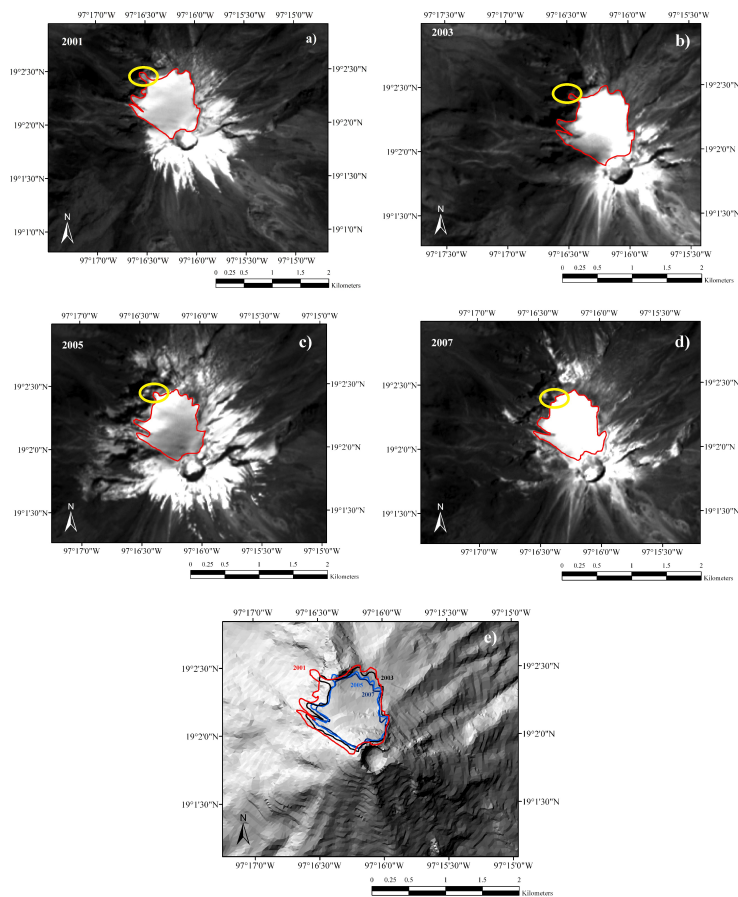 97°17'0"W 97°16'30"W 97°16'0"W 97°15'30"W 97°15'0"W
2001 a)
19°2'30"N 19°2'30"N
19°2'0"N 19°2'0"N
19°1'30"N 19°1'30"N
19°1'0"N 19°1'0"N
N
97°17'0"W 97°16'30"W 97°16'0"W 97°15'30"W 97°15'0"W
0 0.25 0.5 1 1.5 2
Kilometers
97°17'0"W 97°16'30"W 97°16'0"W 97°15'30"W
2003 b)
19°2'30"N 19°2'30"N
19°2'0"N 19°2'0"N
19°1'30"N 19°1'30"N
N
97°17'30"W 97°17'0"W 97°16'30"W 97°16'0"W 97°15'30"W
0 0.25 0.5 1 1.5 2
Kilometers
97°17'0"W 97°16'30"W 97°16'0"W 97°15'30"W 97°15'0"W
2005 c)
19°2'30"N 19°2'30"N
19°2'0"N 19°2'0"N
19°1'30"N 19°1'30"N
N
97°17'0"W 97°16'30"W 97°16'0"W 97°15'30"W 97°15'0"W
0 0.25 0.5 1 1.5 2
Kilometers
97°17'0"W 97°16'30"W 97°16'0"W 97°15'30"W
2007 d)
19°2'30"N 19°2'30"N
19°2'0"N 19°2'0"N
19°1'30"N 19°1'30"N
N
97°17'0"W 97°16'30"W 97°16'0"W 97°15'30"W
0 0.25 0.5 1 1.5 2
Kilometers
97°17'0"W 97°16'30"W 97°16'0"W 97°15'30"W 97°15'0"W
e)
2001 2003
2005
2007
19°2'30"N 19°2'30"N
19°2'0"N 19°2'0"N
19°1'30"N 19°1'30"N
N
97°17'0"W 97°16'30"W 97°16'0"W 97°15'30"W 97°15'0"W
0 0.25 0.5 1 1.5 2
Kilometers